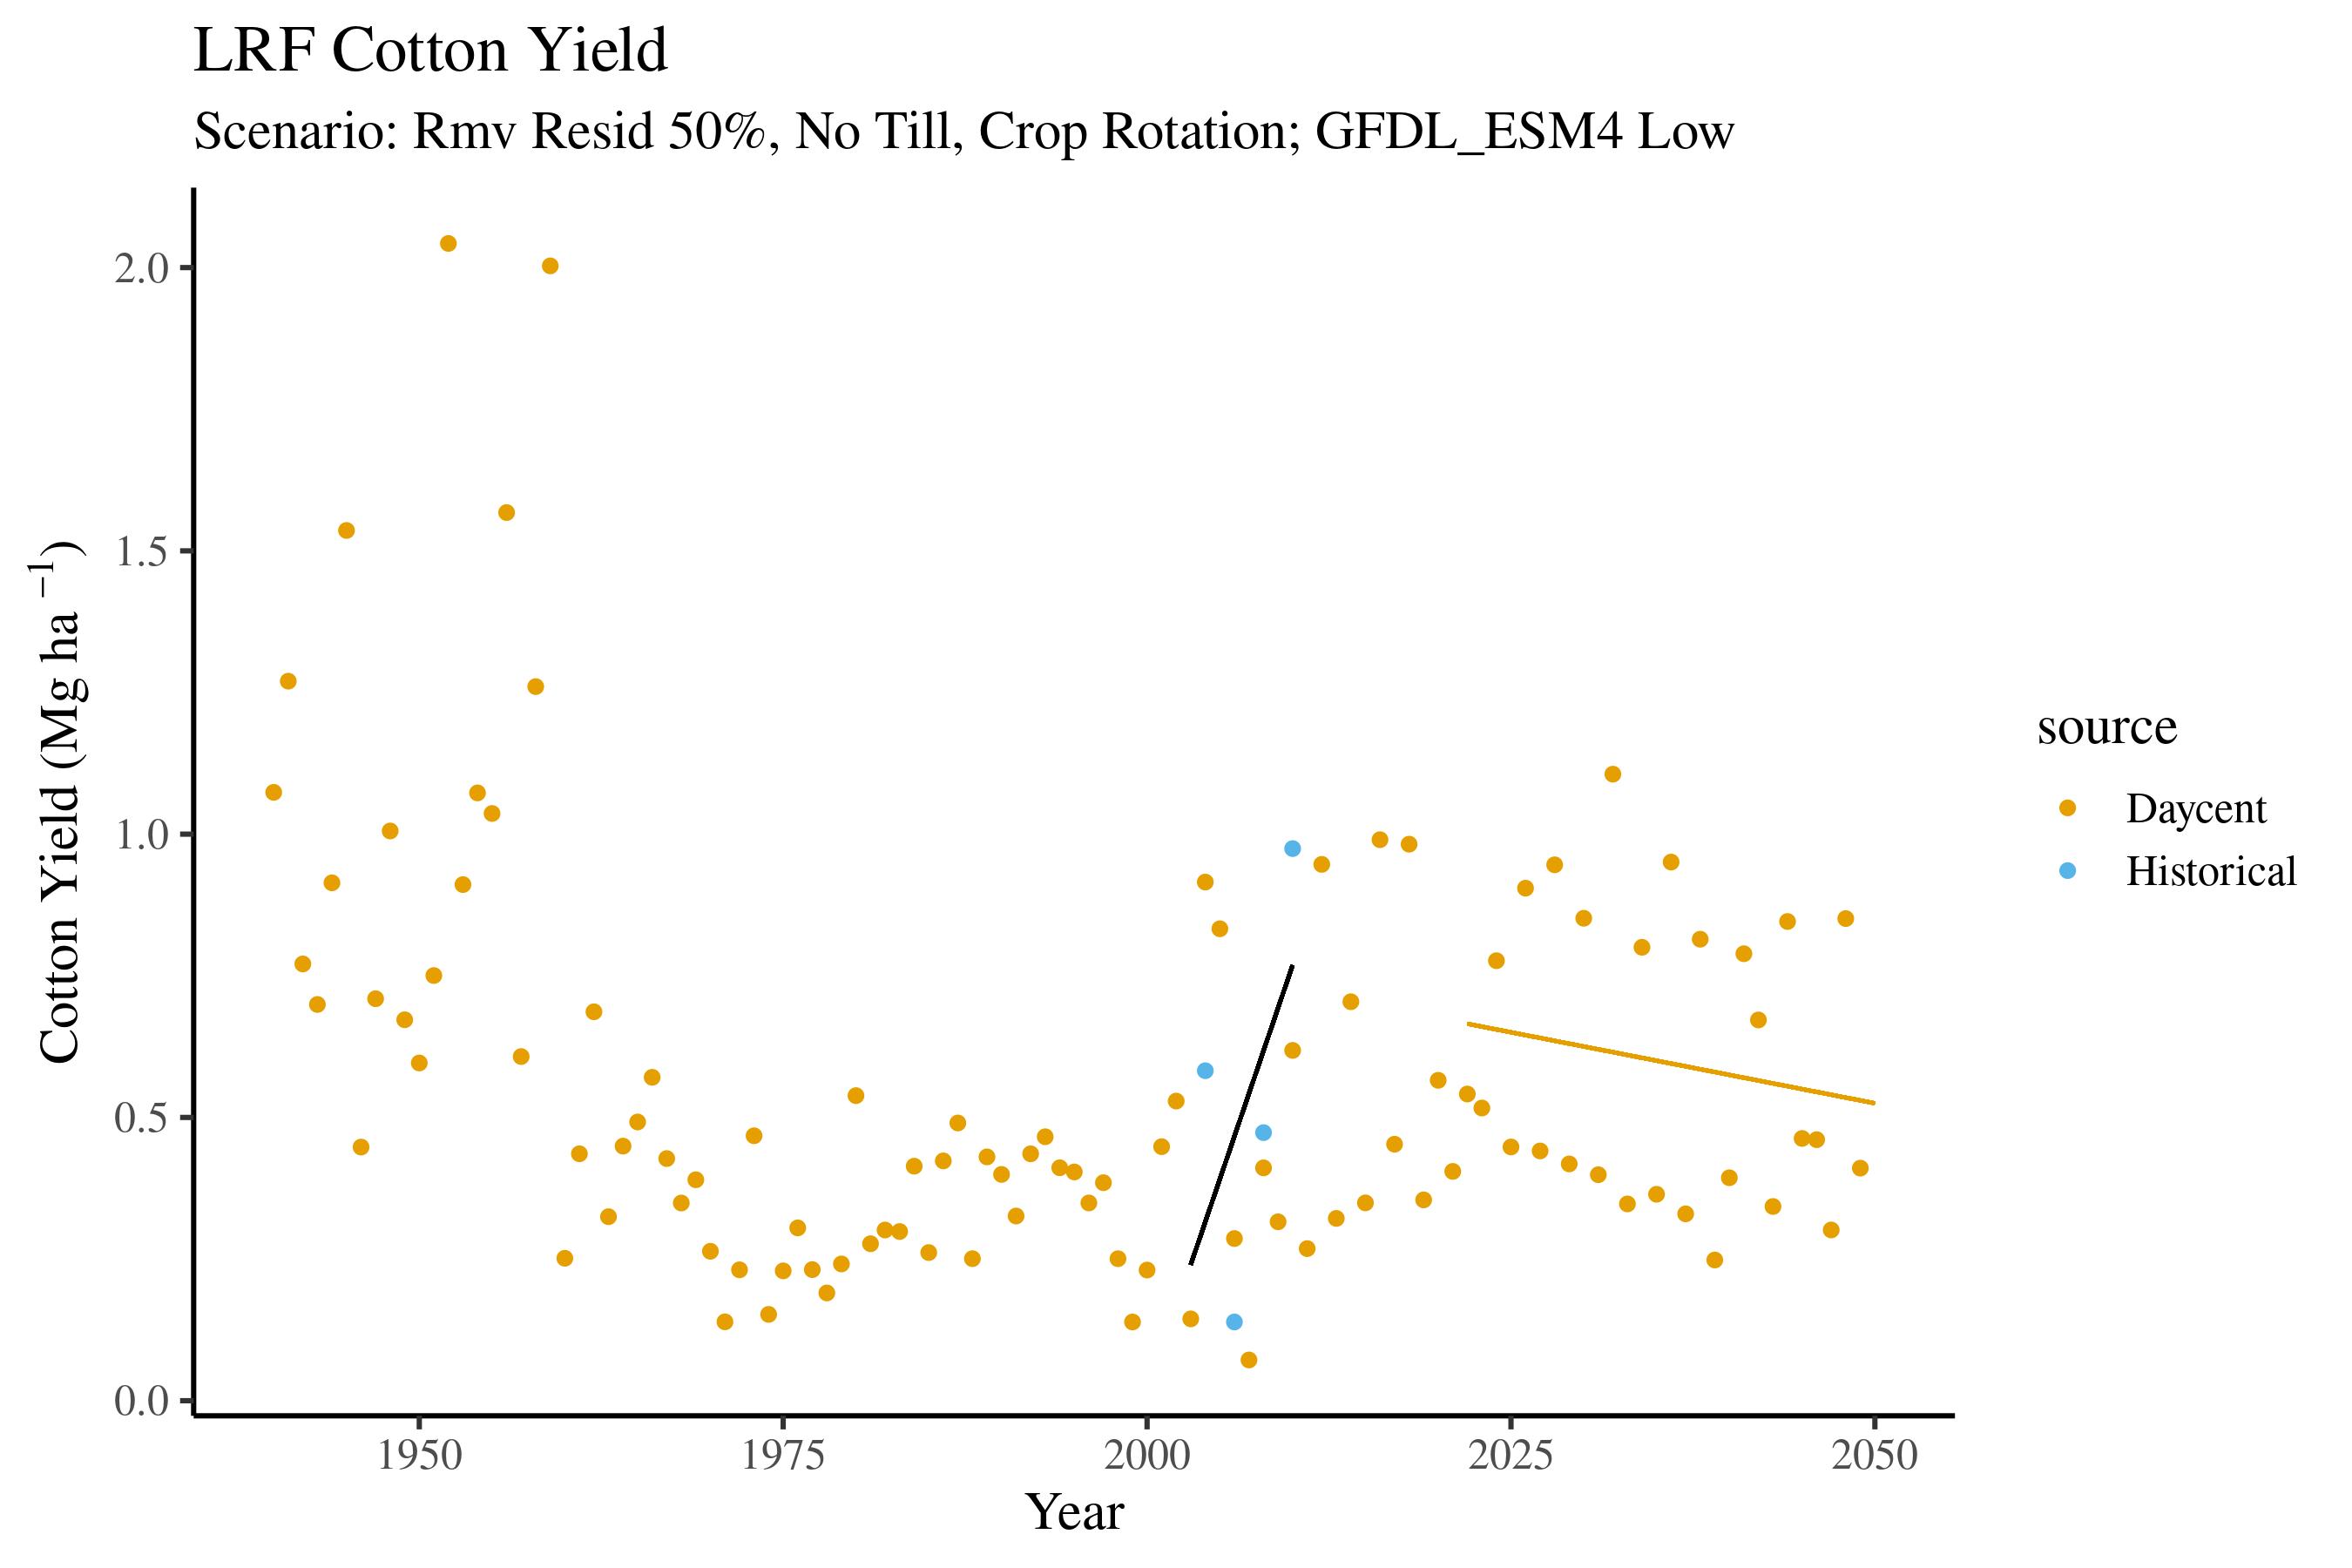 LRF Cotton Yield
Scenario: Rmv Resid 50%, No Till, Crop Rotation; GFDL_ESM4 Low
Cotton Yield (Mg ha −1)
2.0
1.5
1.0
0.5
0.0
1950 1975 2000 2025 2050
Year
source
Daycent
Historical